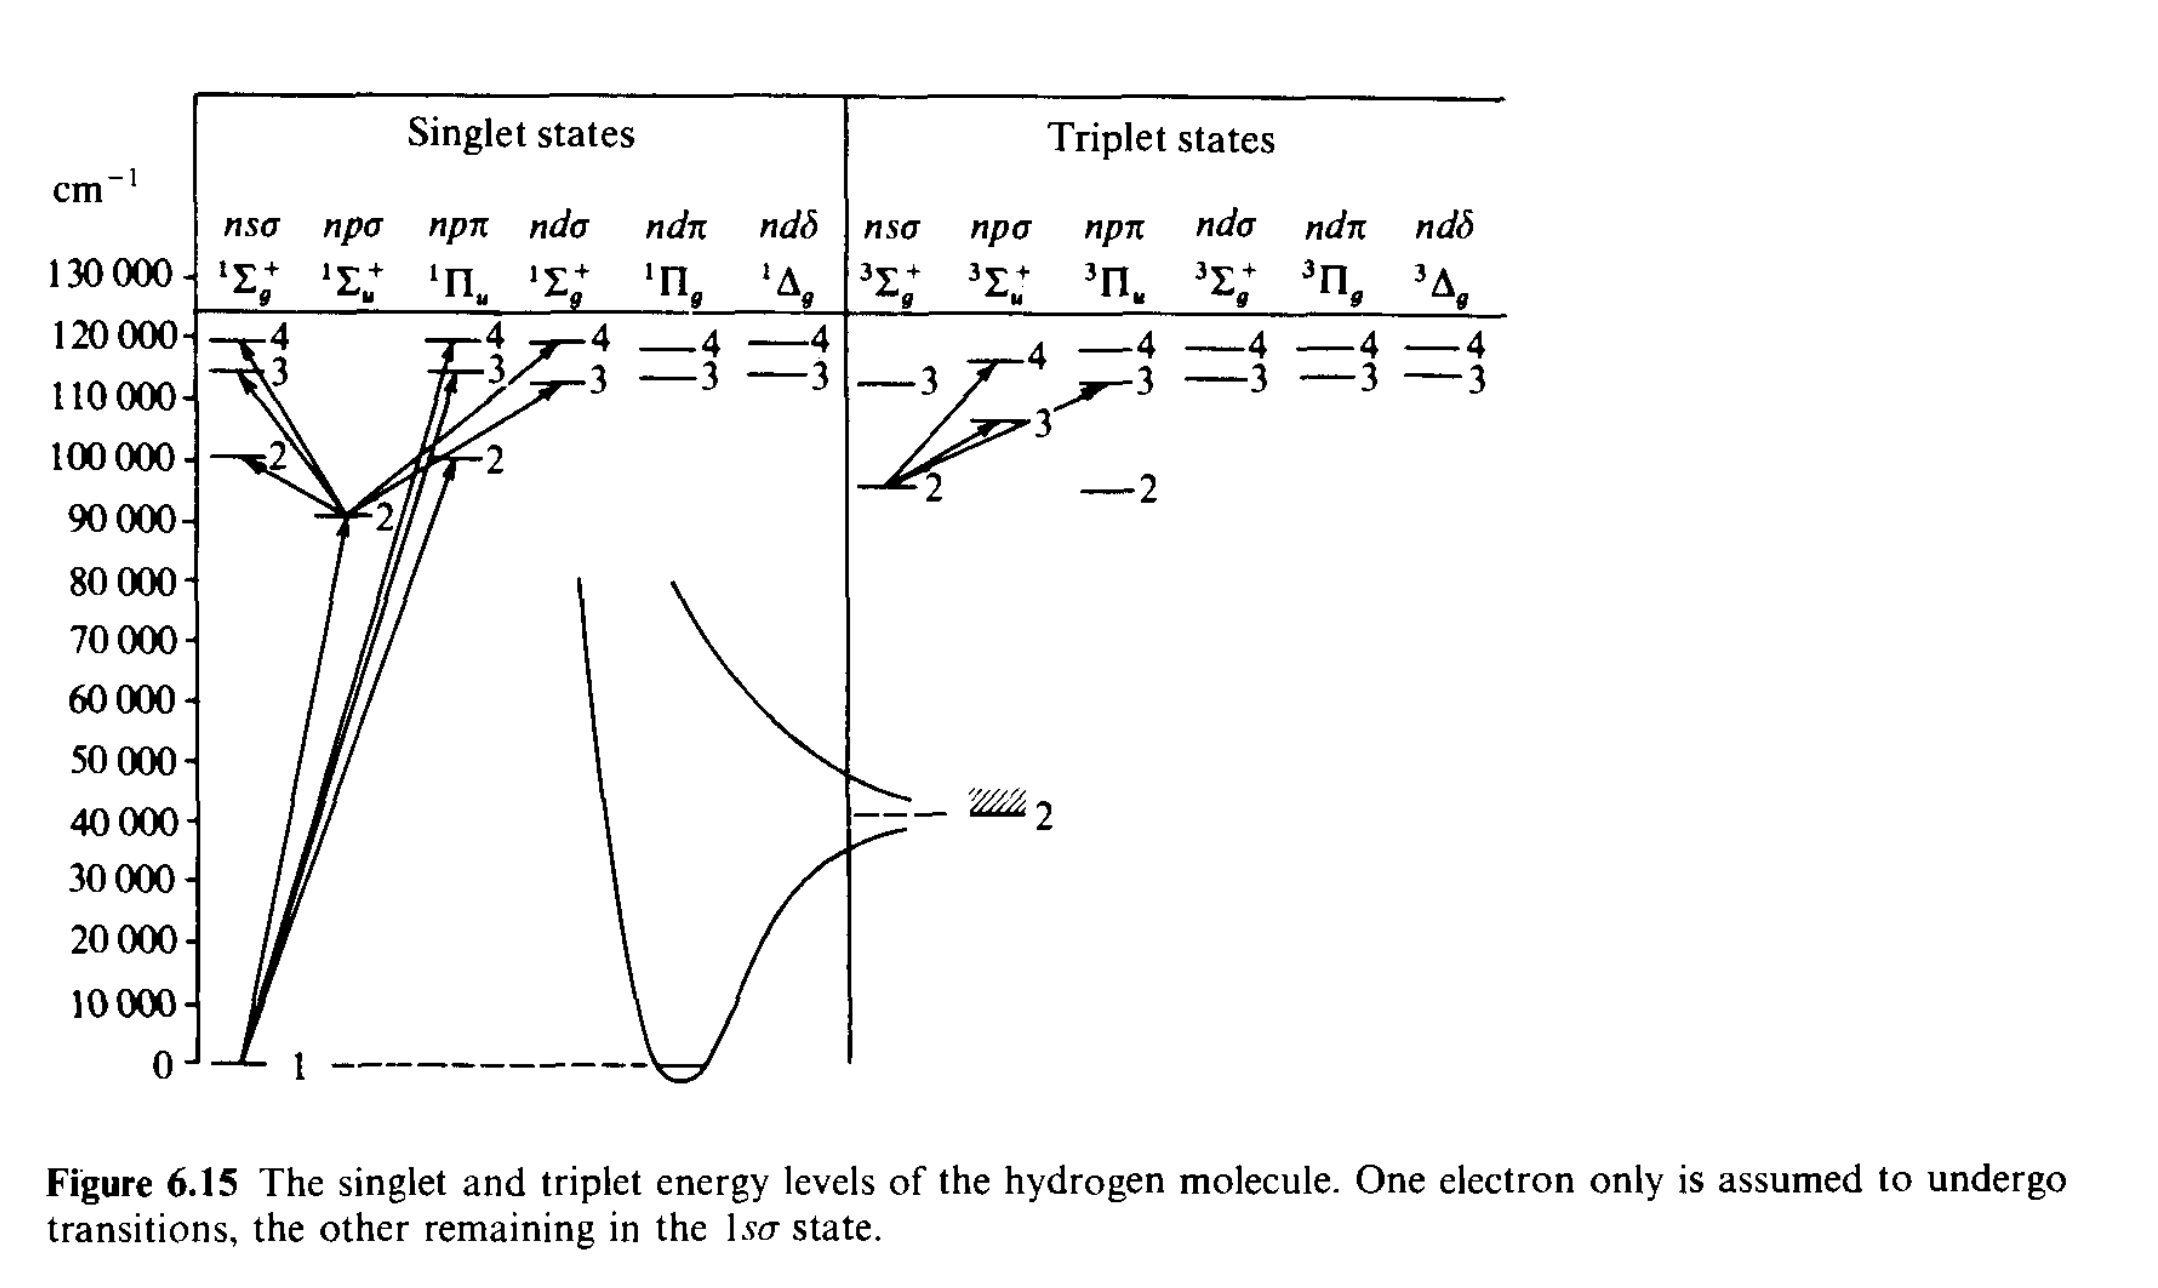 Singlet states Triplet states
cm⁻¹
nsσ npσ npπ ndσ ndπ ndδ nsσ npσ npπ ndσ ndπ ndδ
130 000 ¹Σg⁺ ¹Σu⁺ ¹Πu ¹Σg⁺ ¹Πg ¹Δg ³Σg⁺ ³Σu⁺ ³Πu ³Σg⁺ ³Πg ³Δg
120 000 4 4 4 4 4 4 4 4 4 4
3 3 3 3 3 3 3 3 3 3
110 000
3
100 000 2 2
2 2
90 000 2
80 000
70 000
60 000
50 000
40 000 2
30 000
20 000
10 000
0 1
Figure 6.15 The singlet and triplet energy levels of the hydrogen molecule. One electron only is assumed to undergo
transitions, the other remaining in the 1sσ state.